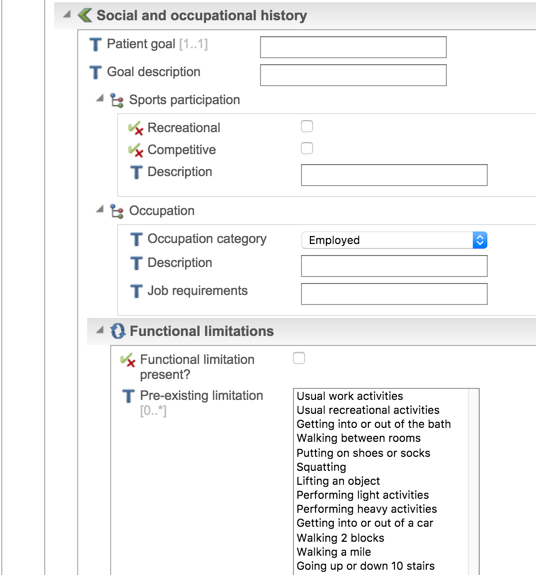 Social and occupational history
Patient goal [1..1]
Goal description
Sports participation
Recreational
Competitive
Description
Occupation
Occupation category Employed
Description
Job requirements
Functional limitations
Functional limitation
present?
Pre-existing limitation
[0..*]
Usual work activities
Usual recreational activities
Getting into or out of the bath
Walking between rooms
Putting on shoes or socks
Squatting
Lifting an object
Performing light activities
Performing heavy activities
Getting into or out of a car
Walking 2 blocks
Walking a mile
Going up or down 10 stairs